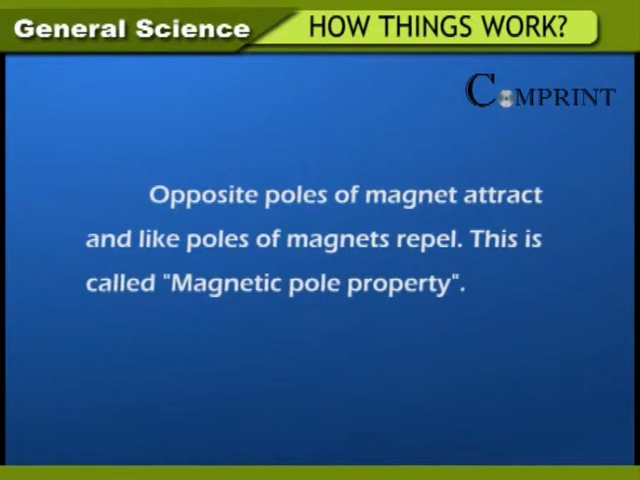 General Science
HOW THINGS WORK?
COMPRINT
Opposite poles of magnet attract
and like poles of magnets repel. This is
called "Magnetic pole property".